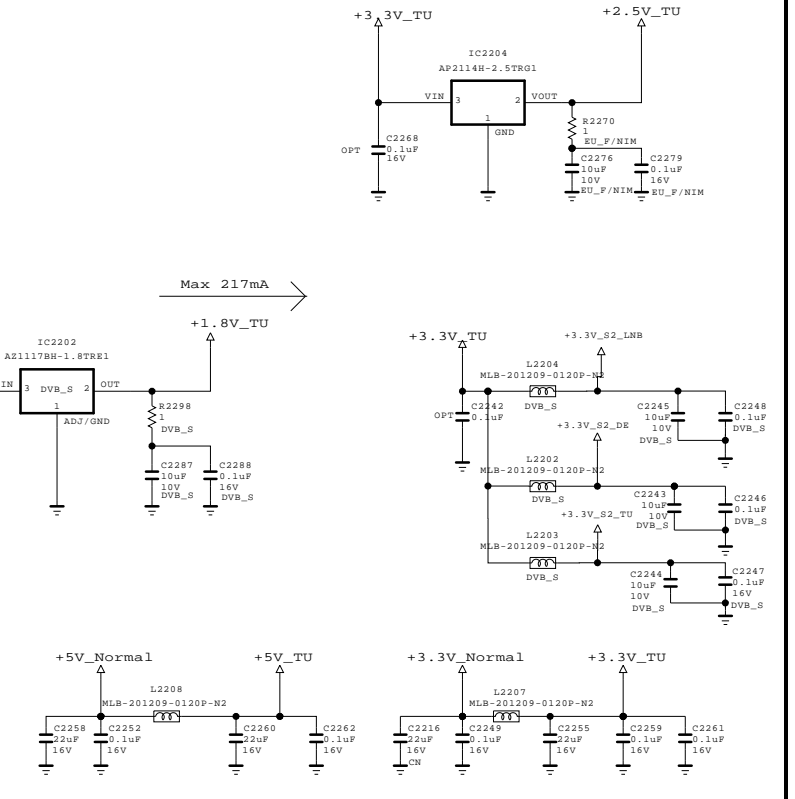 +3.3V_TU
+2.5V_TU
IC2204
AP2114H-2.5TRG1
VIN
3
2
VOUT
1
GND
R2270
1
EU_F/NIM
OPT
C2268
0.1uF
16V
C2276
10uF
10V
EU_F/NIM
C2279
0.1uF
16V
EU_F/NIM
Max 217mA
+1.8V_TU
IC2202
AZ1117BH-1.8TRE1
IN
3
DVB_S
2
OUT
1
ADJ/GND
R2298
1
DVB_S
C2287
10uF
10V
DVB_S
C2288
0.1uF
16V
DVB_S
+3.3V_TU
+3.3V_S2_LNB
L2204
MLB-201209-0120P-N2
DVB_S
OPT
C2242
0.1uF
C2245
10uF
10V
DVB_S
C2248
0.1uF
DVB_S
+3.3V_S2_DE
L2202
MLB-201209-0120P-N2
DVB_S
C2243
10uF
10V
DVB_S
C2246
0.1uF
DVB_S
+3.3V_S2_TU
L2203
MLB-201209-0120P-N2
DVB_S
C2244
10uF
10V
DVB_S
C2247
0.1uF
16V
DVB_S
+5V_Normal
+5V_TU
L2208
MLB-201209-0120P-N2
C2258
22uF
16V
C2252
0.1uF
16V
C2260
22uF
16V
C2262
0.1uF
16V
+3.3V_Normal
+3.3V_TU
L2207
MLB-201209-0120P-N2
C2216
22uF
16V
CN
C2249
0.1uF
16V
C2255
22uF
16V
C2259
0.1uF
16V
C2261
0.1uF
16V